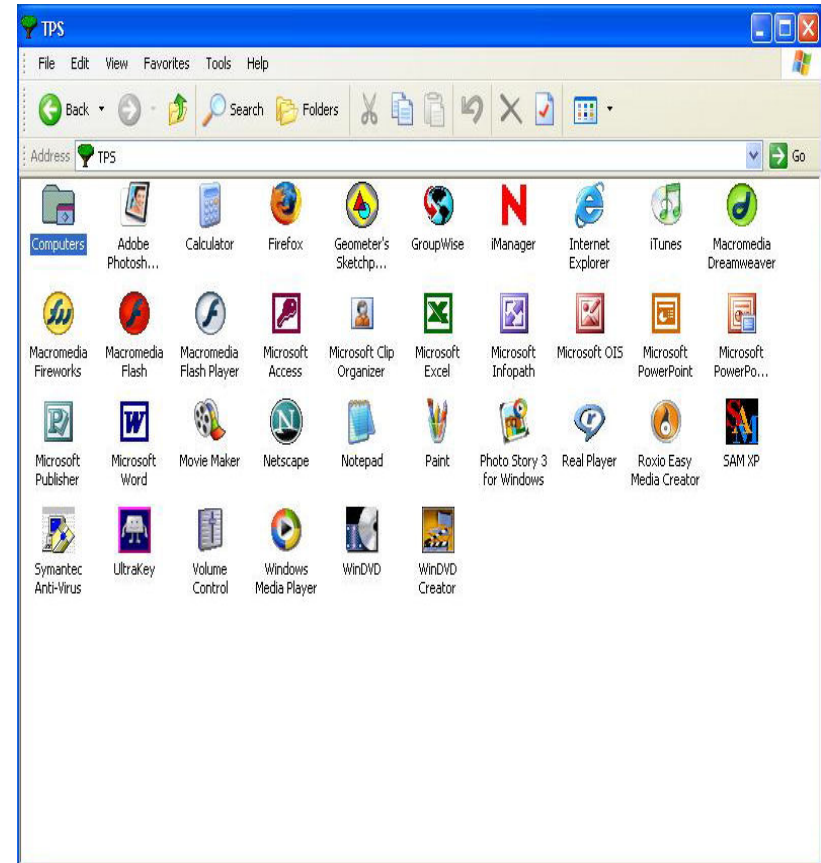 TPS
File Edit View Favorites Tools Help
Back Search Folders
Address TPS Go
Computers Adobe Photosh... Calculator Firefox Geometer's Sketchp... GroupWise iManager Internet Explorer iTunes Macromedia Dreamweaver
Macromedia Fireworks Macromedia Flash Macromedia Flash Player Microsoft Access Microsoft Clip Organizer Microsoft Excel Microsoft Infopath Microsoft OIS Microsoft PowerPoint Microsoft PowerPo...
Microsoft Publisher Microsoft Word Movie Maker Netscape Notepad Paint Photo Story 3 for Windows Real Player Roxio Easy Media Creator SAM XP
Symantec Anti-Virus UltraKey Volume Control Windows Media Player WinDVD WinDVD Creator